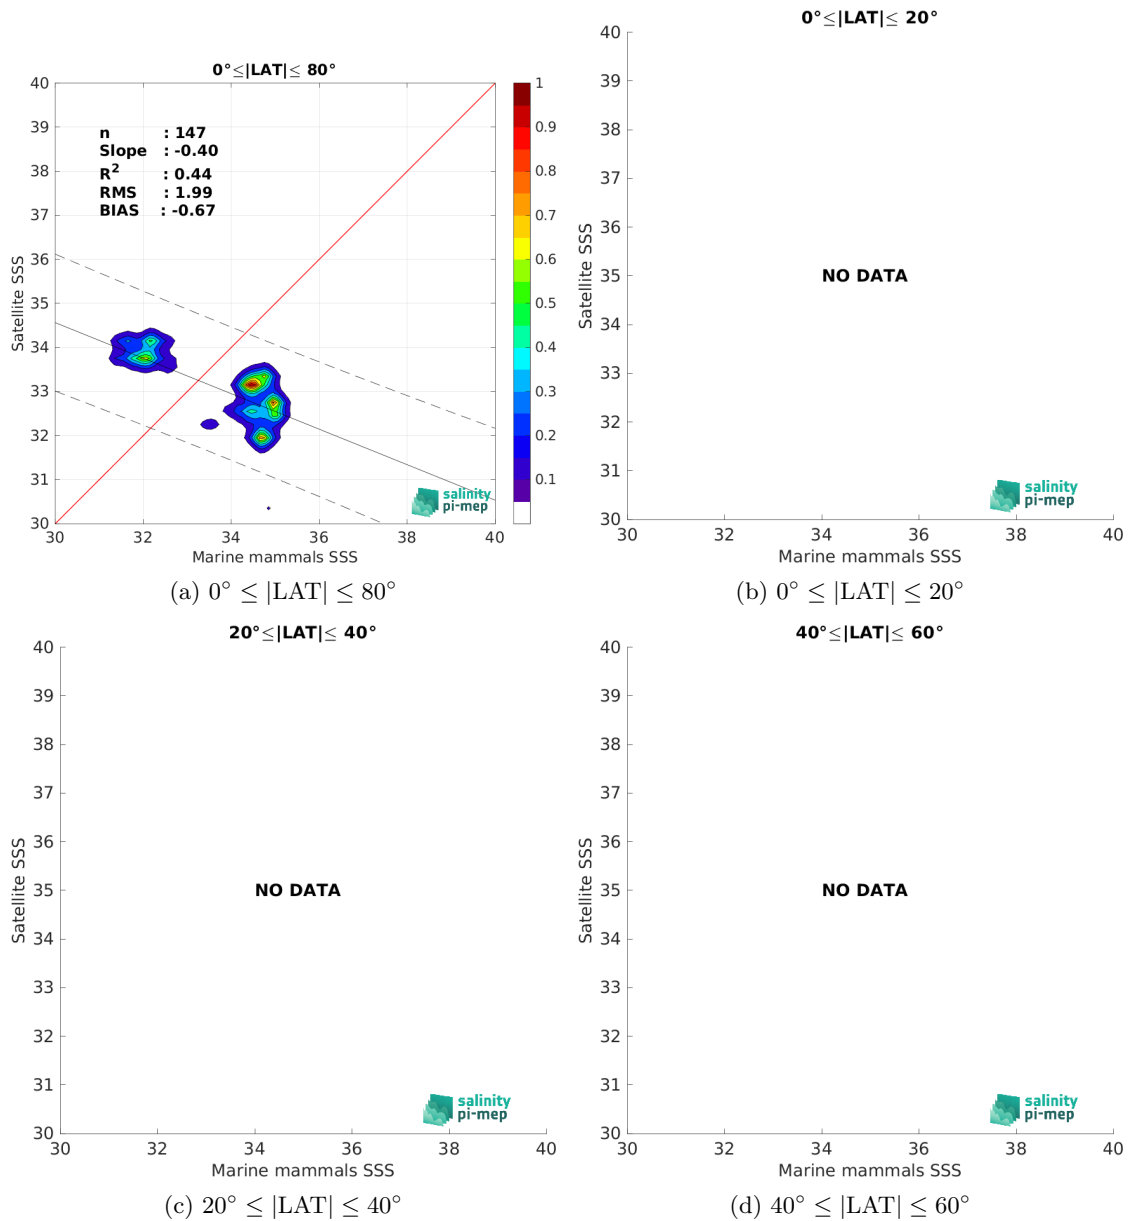 0°≤|LAT|≤ 80°
40
39
38
37
36
35
34
33
32
31
30
Satellite SSS
n : 147
Slope : -0.40
R² : 0.44
RMS : 1.99
BIAS : -0.67
1
0.9
0.8
0.7
0.6
0.5
0.4
0.3
0.2
0.1
salinity
pi-mep
30 32 34 36 38 40
Marine mammals SSS
(a) 0° ≤ |LAT| ≤ 80°
0°≤|LAT|≤ 20°
40
39
38
37
36
35
34
33
32
31
30
Satellite SSS
NO DATA
salinity
pi-mep
30 32 34 36 38 40
Marine mammals SSS
(b) 0° ≤ |LAT| ≤ 20°
20°≤|LAT|≤ 40°
40
39
38
37
36
35
34
33
32
31
30
Satellite SSS
NO DATA
salinity
pi-mep
30 32 34 36 38 40
Marine mammals SSS
(c) 20° ≤ |LAT| ≤ 40°
40°≤|LAT|≤ 60°
40
39
38
37
36
35
34
33
32
31
30
Satellite SSS
NO DATA
salinity
pi-mep
30 32 34 36 38 40
Marine mammals SSS
(d) 40° ≤ |LAT| ≤ 60°